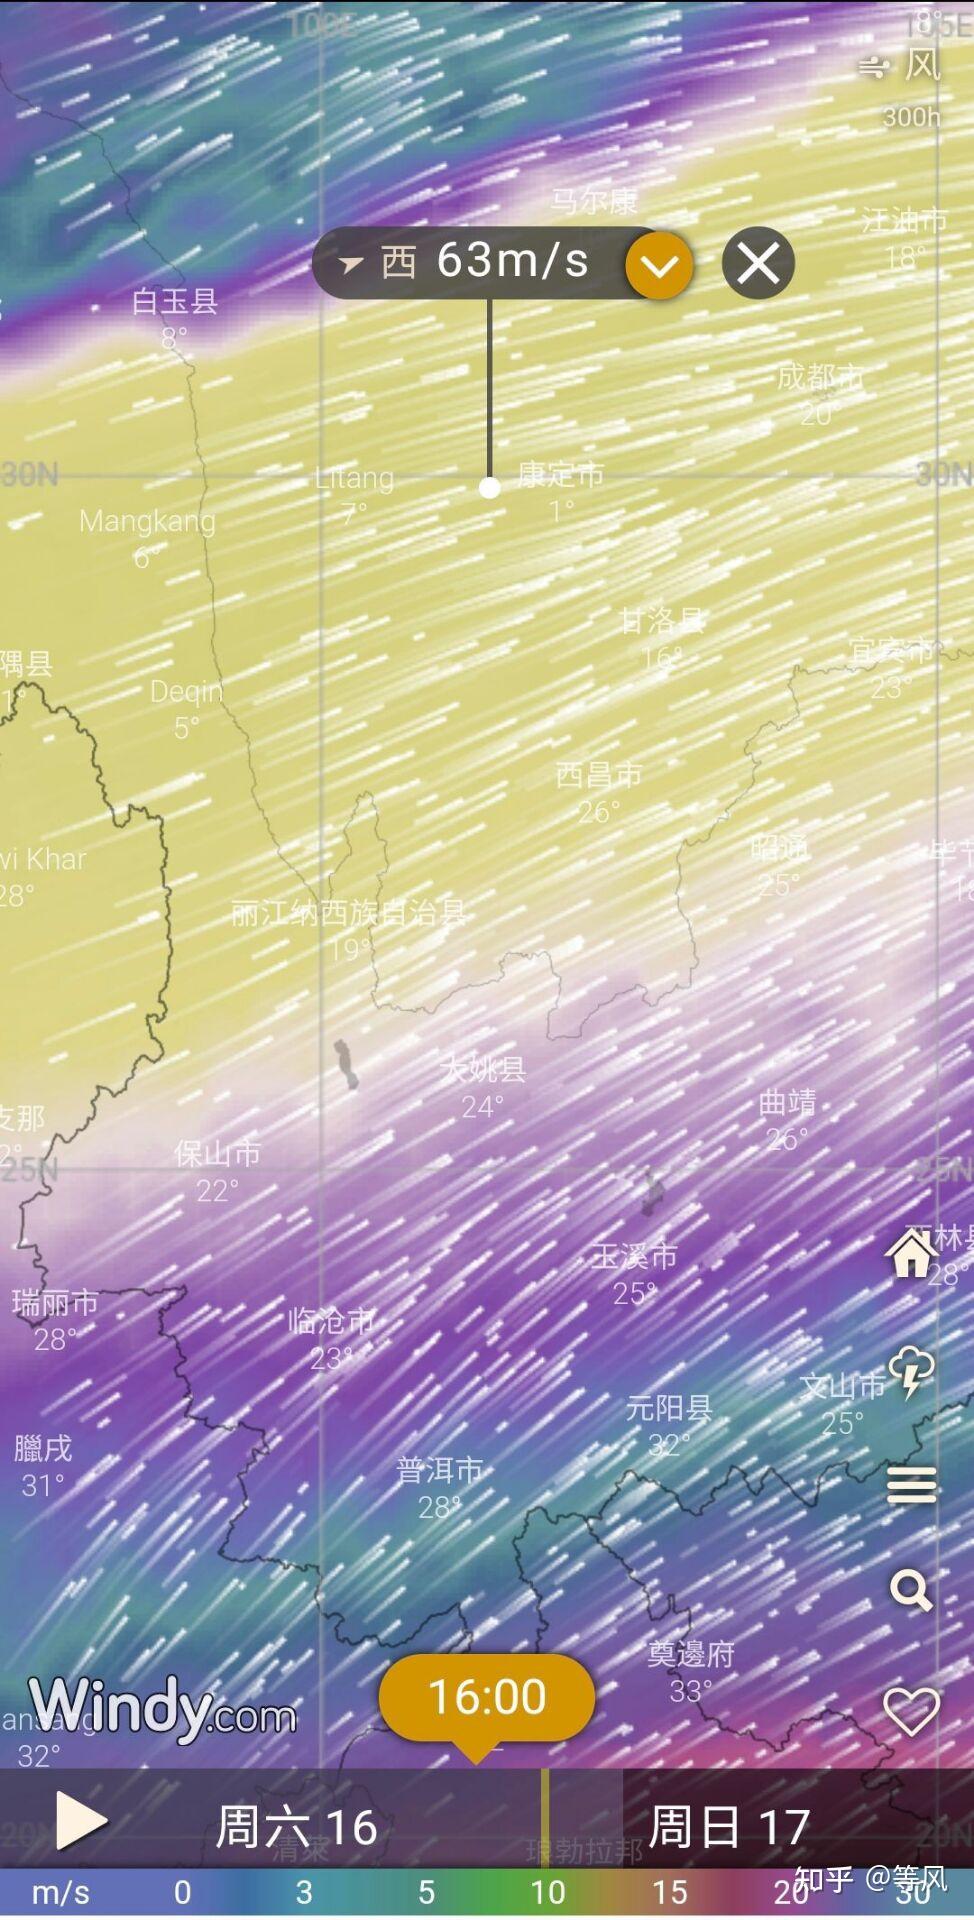 100E
105E
8°
风
300h
马尔康
汪油市
18°
西 63m/s
白玉县
8°
成都市
20°
30N
30N
Litang
7°
康定市
1°
Mangkang
6°
甘洛县
16°
隅县
1°
宜宾市
23°
Deqin
5°
西昌市
26°
昭通
25°
wi Khar
28°
丽江纳西族自治县
19°
大姚县
24°
曲靖
26°
支那
2°
保山市
22°
25N
25N
玉溪市
25°
西林县
28°
瑞丽市
28°
临沧市
23°
文山市
25°
元阳县
32°
臘戌
31°
普洱市
28°
奠邊府
33°
Windy.com
ansang
32°
16:00
周六 16
周日 17
20N
20N
清萊
琅勃拉邦
m/s 0 3 5 10 15 20 30
知乎 @等风